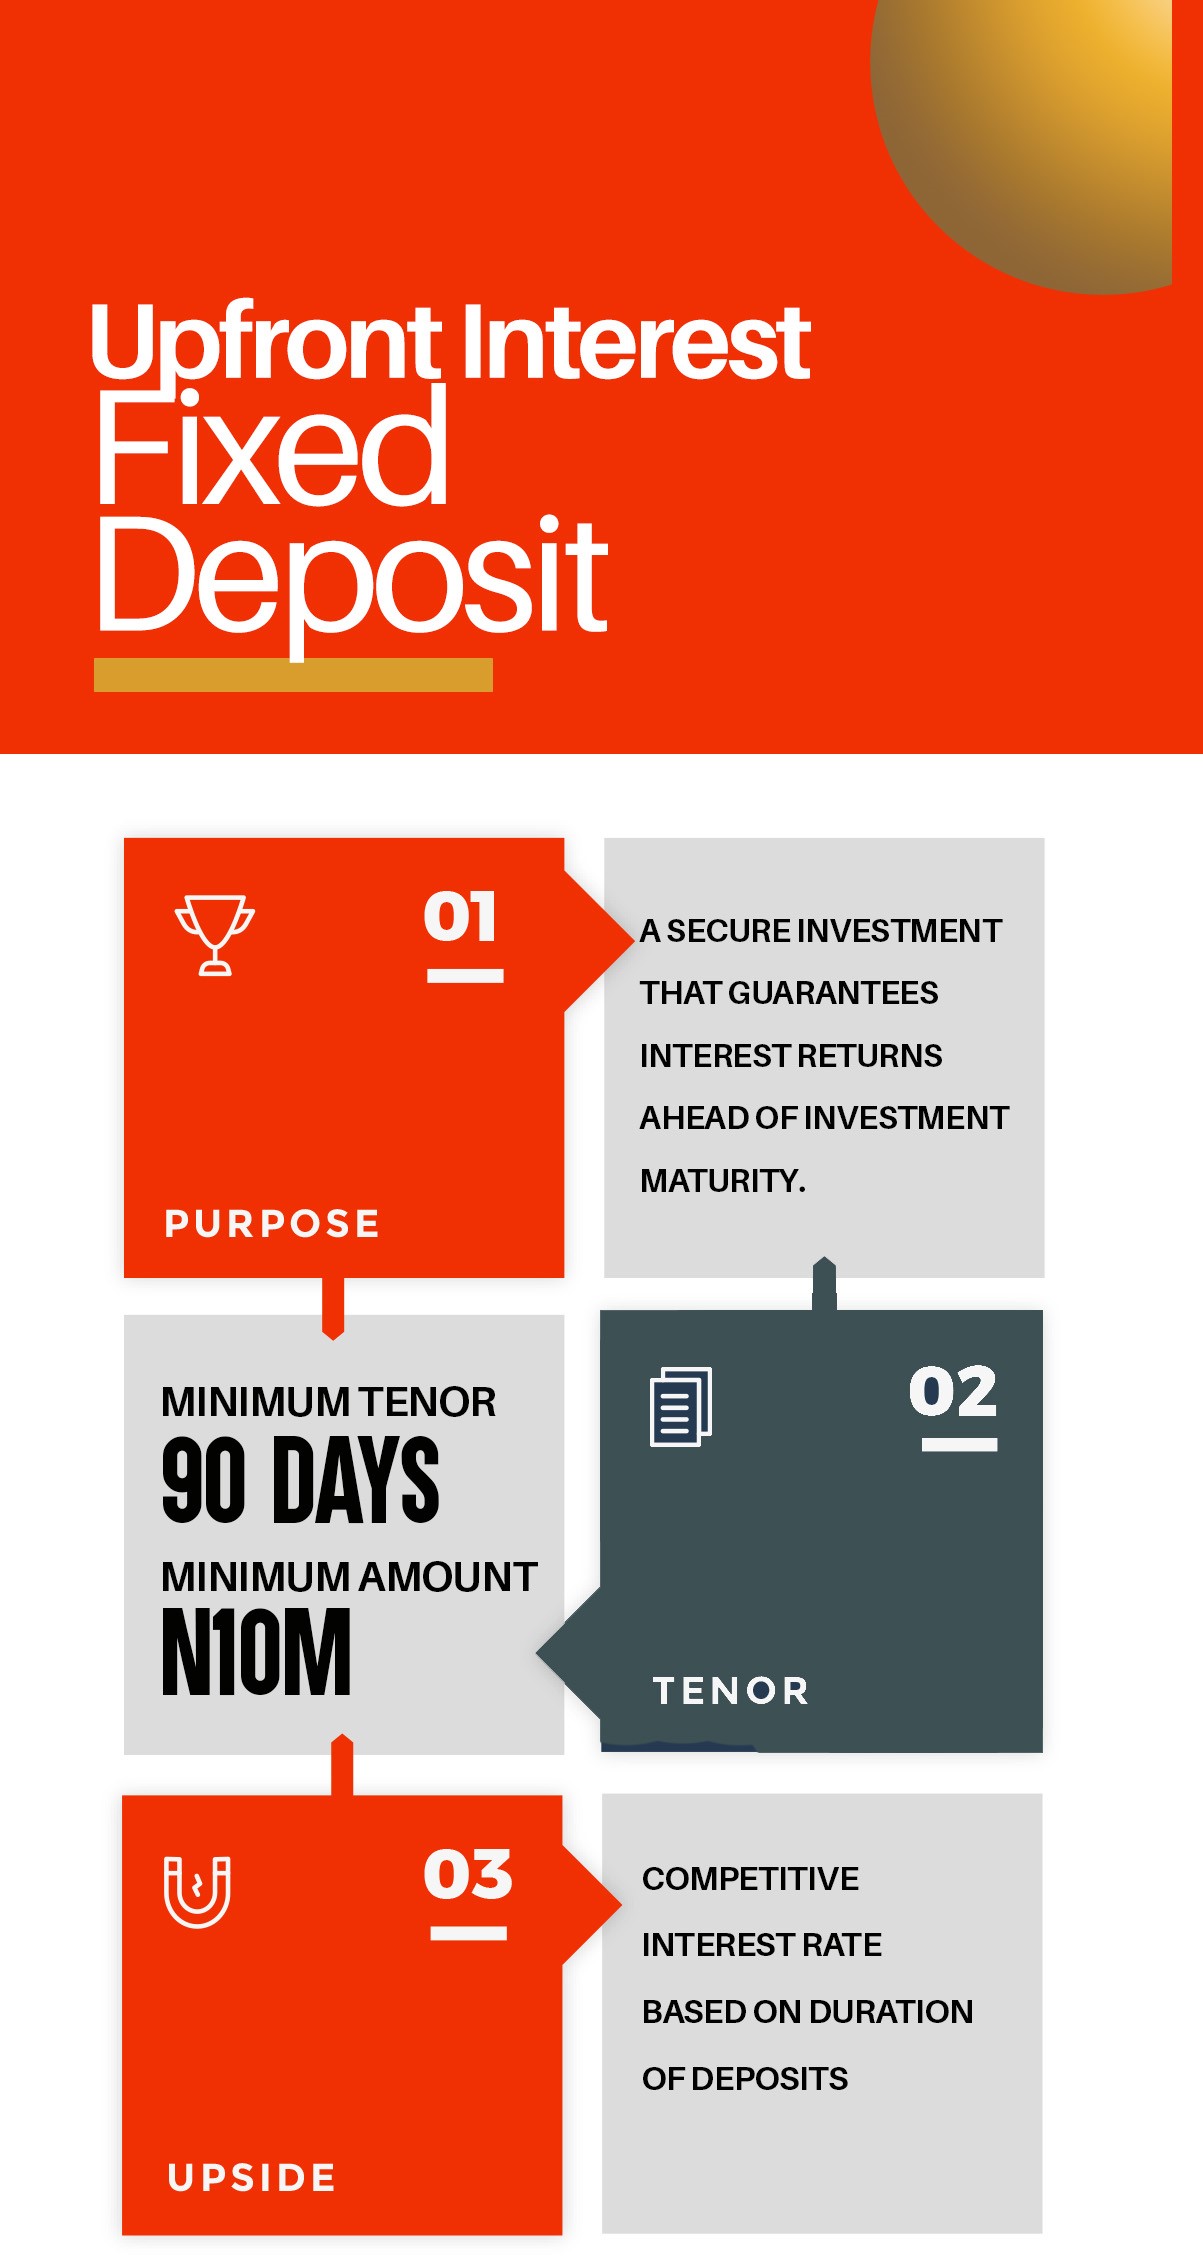 Upfront Interest
Fixed
Deposit
01
PURPOSE
A SECURE INVESTMENT
THAT GUARANTEES
INTEREST RETURNS
AHEAD OF INVESTMENT
MATURITY.
02
TENOR
MINIMUM TENOR
90 DAYS
MINIMUM AMOUNT
N10M
03
UPSIDE
COMPETITIVE
INTEREST RATE
BASED ON DURATION
OF DEPOSITS